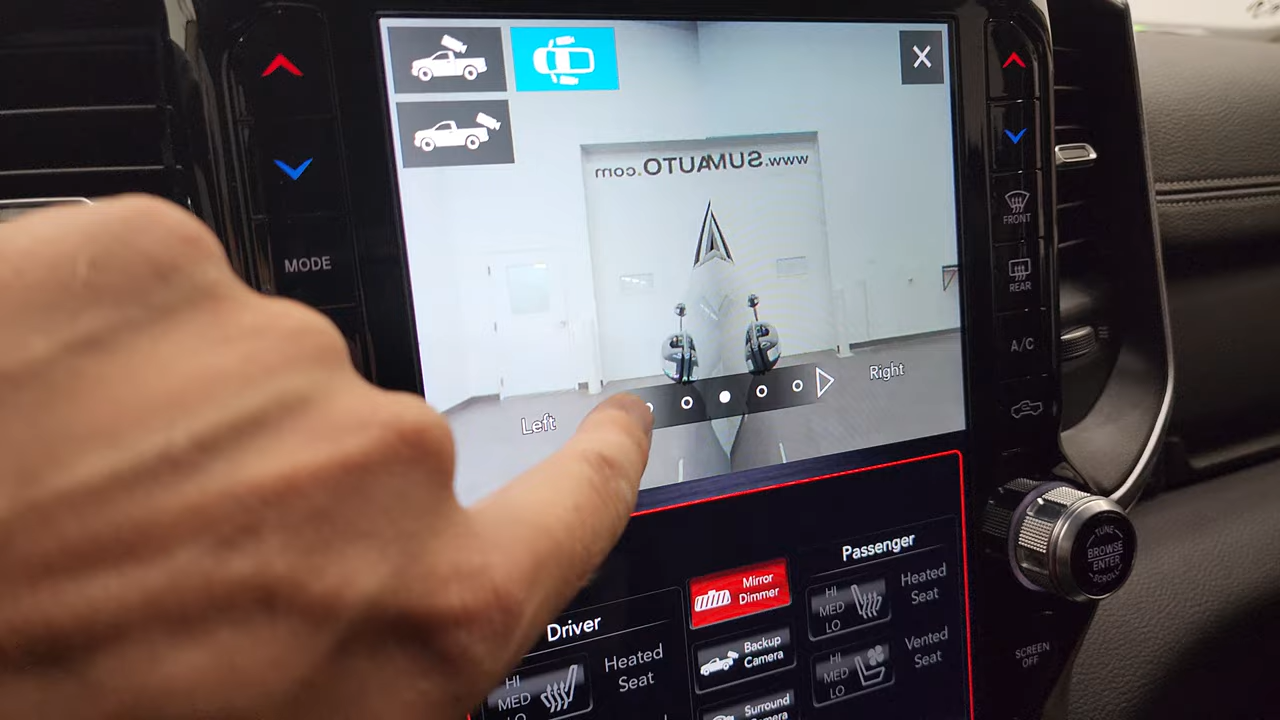 www.SUMAUTO.com
MODE
FRONT
REAR
A/C
Left
Right
TUNE
BROWSE
ENTER
SCROLL
SCREEN
OFF
Driver
HI
MED
LO
Heated
Seat
Mirror
Dimmer
Backup
Camera
Surround
Camera
Passenger
HI
MED
LO
Heated
Seat
HI
MED
LO
Vented
Seat